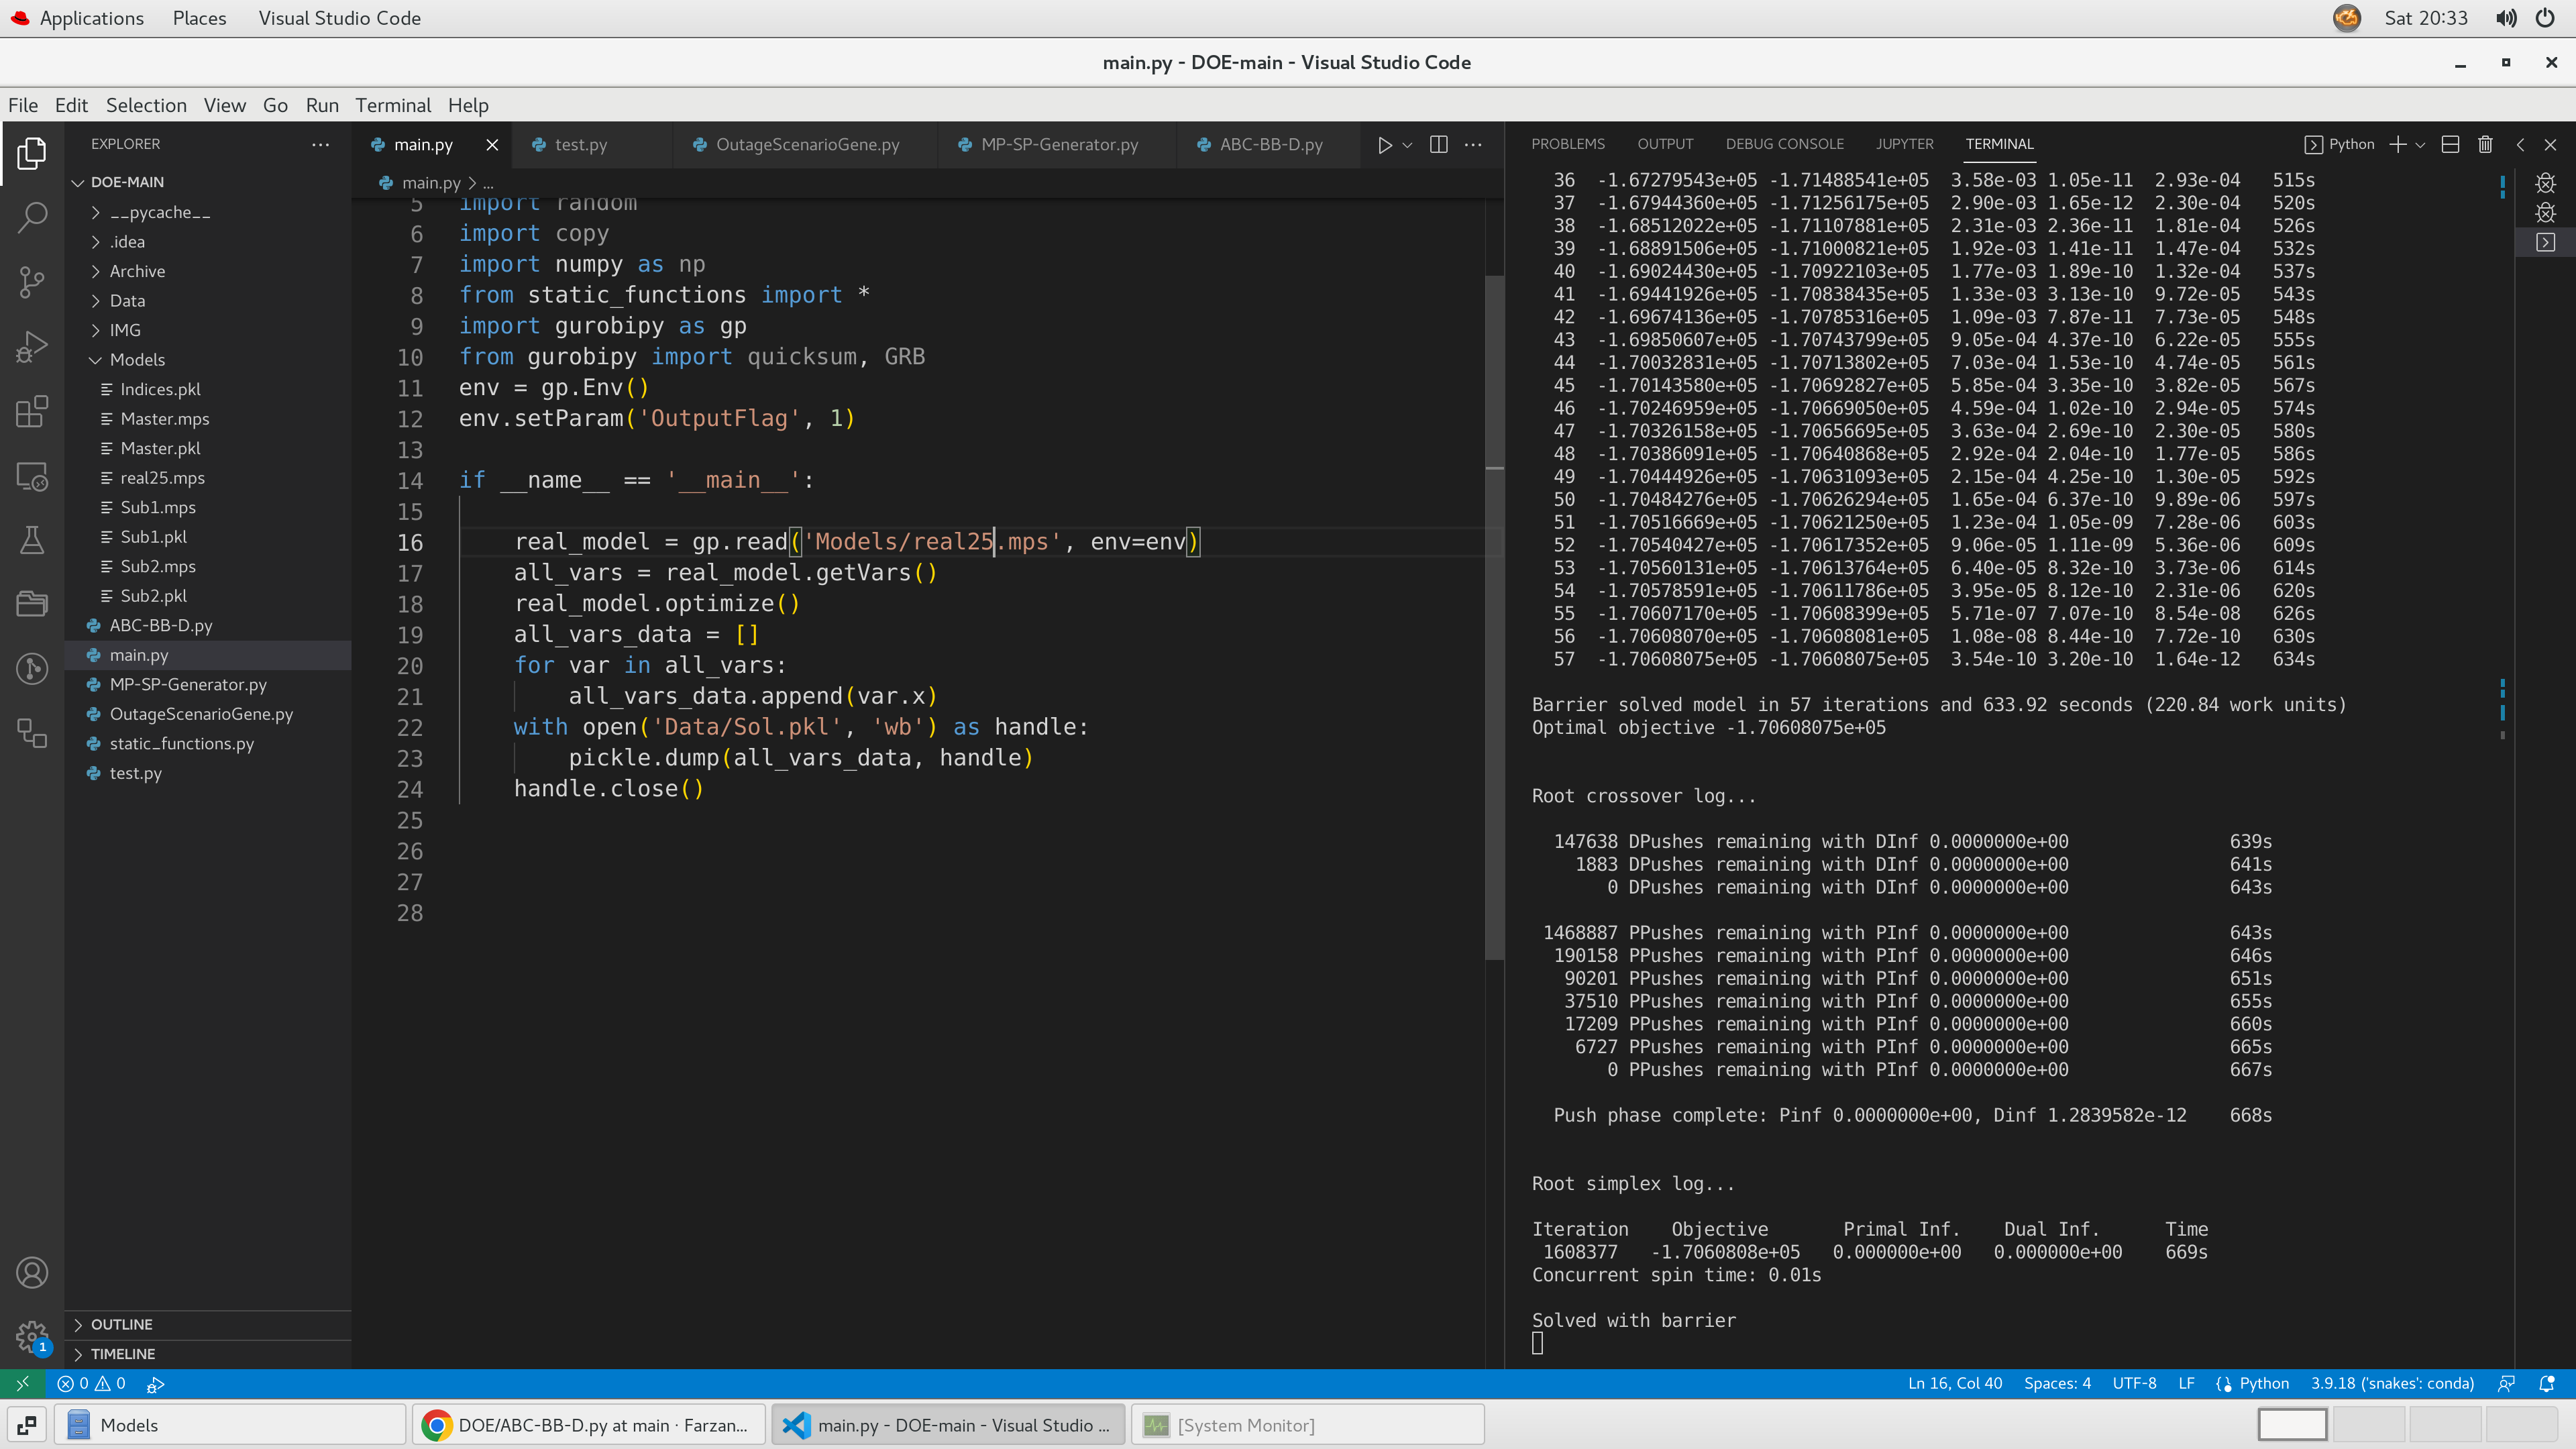 Applications Places Visual Studio Code Sat 20:33
main.py - DOE-main - Visual Studio Code
File Edit Selection View Go Run Terminal Help
EXPLORER
DOE-MAIN
__pycache__
.idea
Archive
Data
IMG
Models
Indices.pkl
Master.mps
Master.pkl
real25.mps
Sub1.mps
Sub1.pkl
Sub2.mps
Sub2.pkl
ABC-BB-D.py
main.py
MP-SP-Generator.py
OutageScenarioGene.py
static_functions.py
test.py
OUTLINE
TIMELINE
1
main.py test.py OutageScenarioGene.py MP-SP-Generator.py ABC-BB-D.py
main.py > ...
5 import random
6 import copy
7 import numpy as np
8 from static_functions import *
9 import gurobipy as gp
10 from gurobipy import quicksum, GRB
11 env = gp.Env()
12 env.setParam('OutputFlag', 1)
13
14 if __name__ == '__main__':
15
16 real_model = gp.read('Models/real25.mps', env=env)
17 all_vars = real_model.getVars()
18 real_model.optimize()
19 all_vars_data = []
20 for var in all_vars:
21 all_vars_data.append(var.x)
22 with open('Data/Sol.pkl', 'wb') as handle:
23 pickle.dump(all_vars_data, handle)
24 handle.close()
25
26
27
28
PROBLEMS OUTPUT DEBUG CONSOLE JUPYTER TERMINAL Python
36 -1.67279543e+05 -1.71488541e+05 3.58e-03 1.05e-11 2.93e-04 515s
37 -1.67944360e+05 -1.71256175e+05 2.90e-03 1.65e-12 2.30e-04 520s
38 -1.68512022e+05 -1.71107881e+05 2.31e-03 2.36e-11 1.81e-04 526s
39 -1.68891506e+05 -1.71000821e+05 1.92e-03 1.41e-11 1.47e-04 532s
40 -1.69024430e+05 -1.70922103e+05 1.77e-03 1.89e-10 1.32e-04 537s
41 -1.69441926e+05 -1.70838435e+05 1.33e-03 3.13e-10 9.72e-05 543s
42 -1.69674136e+05 -1.70785316e+05 1.09e-03 7.87e-11 7.73e-05 548s
43 -1.69850607e+05 -1.70743799e+05 9.05e-04 4.37e-10 6.22e-05 555s
44 -1.70032831e+05 -1.70713802e+05 7.03e-04 1.53e-10 4.74e-05 561s
45 -1.70143580e+05 -1.70692827e+05 5.85e-04 3.35e-10 3.82e-05 567s
46 -1.70246959e+05 -1.70669050e+05 4.59e-04 1.02e-10 2.94e-05 574s
47 -1.70326158e+05 -1.70656695e+05 3.63e-04 2.69e-10 2.30e-05 580s
48 -1.70386091e+05 -1.70640868e+05 2.92e-04 2.04e-10 1.77e-05 586s
49 -1.70444926e+05 -1.70631093e+05 2.15e-04 4.25e-10 1.30e-05 592s
50 -1.70484276e+05 -1.70626294e+05 1.65e-04 6.37e-10 9.89e-06 597s
51 -1.70516669e+05 -1.70621250e+05 1.23e-04 1.05e-09 7.28e-06 603s
52 -1.70540427e+05 -1.70617352e+05 9.06e-05 1.11e-09 5.36e-06 609s
53 -1.70560131e+05 -1.70613764e+05 6.40e-05 8.32e-10 3.73e-06 614s
54 -1.70578591e+05 -1.70611786e+05 3.95e-05 8.12e-10 2.31e-06 620s
55 -1.70607170e+05 -1.70608399e+05 5.71e-07 7.07e-10 8.54e-08 626s
56 -1.70608070e+05 -1.70608081e+05 1.08e-08 8.44e-10 7.72e-10 630s
57 -1.70608075e+05 -1.70608075e+05 3.54e-10 3.20e-10 1.64e-12 634s
Barrier solved model in 57 iterations and 633.92 seconds (220.84 work units)
Optimal objective -1.70608075e+05
Root crossover log...
147638 DPushes remaining with DInf 0.0000000e+00 639s
1883 DPushes remaining with DInf 0.0000000e+00 641s
0 DPushes remaining with DInf 0.0000000e+00 643s
1468887 PPushes remaining with PInf 0.0000000e+00 643s
190158 PPushes remaining with PInf 0.0000000e+00 646s
90201 PPushes remaining with PInf 0.0000000e+00 651s
37510 PPushes remaining with PInf 0.0000000e+00 655s
17209 PPushes remaining with PInf 0.0000000e+00 660s
6727 PPushes remaining with PInf 0.0000000e+00 665s
0 PPushes remaining with PInf 0.0000000e+00 667s
Push phase complete: Pinf 0.0000000e+00, Dinf 1.2839582e-12 668s
Root simplex log...
Iteration Objective Primal Inf. Dual Inf. Time
1608377 -1.7060808e+05 0.000000e+00 0.000000e+00 669s
Concurrent spin time: 0.01s
Solved with barrier
0 0 Ln 16, Col 40 Spaces: 4 UTF-8 LF Python 3.9.18 ('snakes': conda)
Models DOE/ABC-BB-D.py at main · Farzan... main.py - DOE-main - Visual Studio ... [System Monitor]